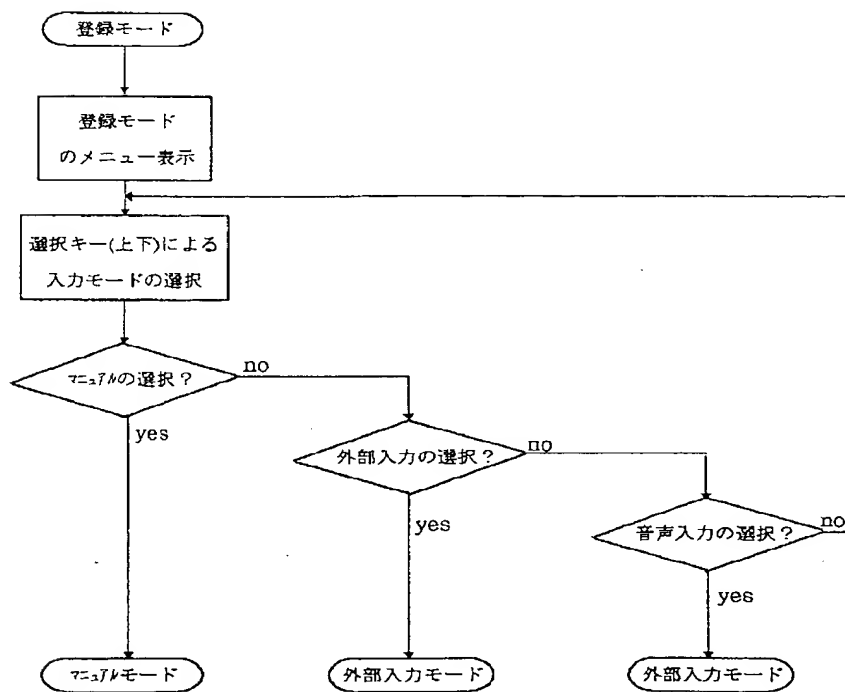 登録モード
登録モード
のメニュー表示
選択キー(上下)による
入力モードの選択
マニュアルの選択？
no
yes
外部入力の選択？
no
yes
音声入力の選択？
no
yes
マニュアルモード
外部入力モード
外部入力モード